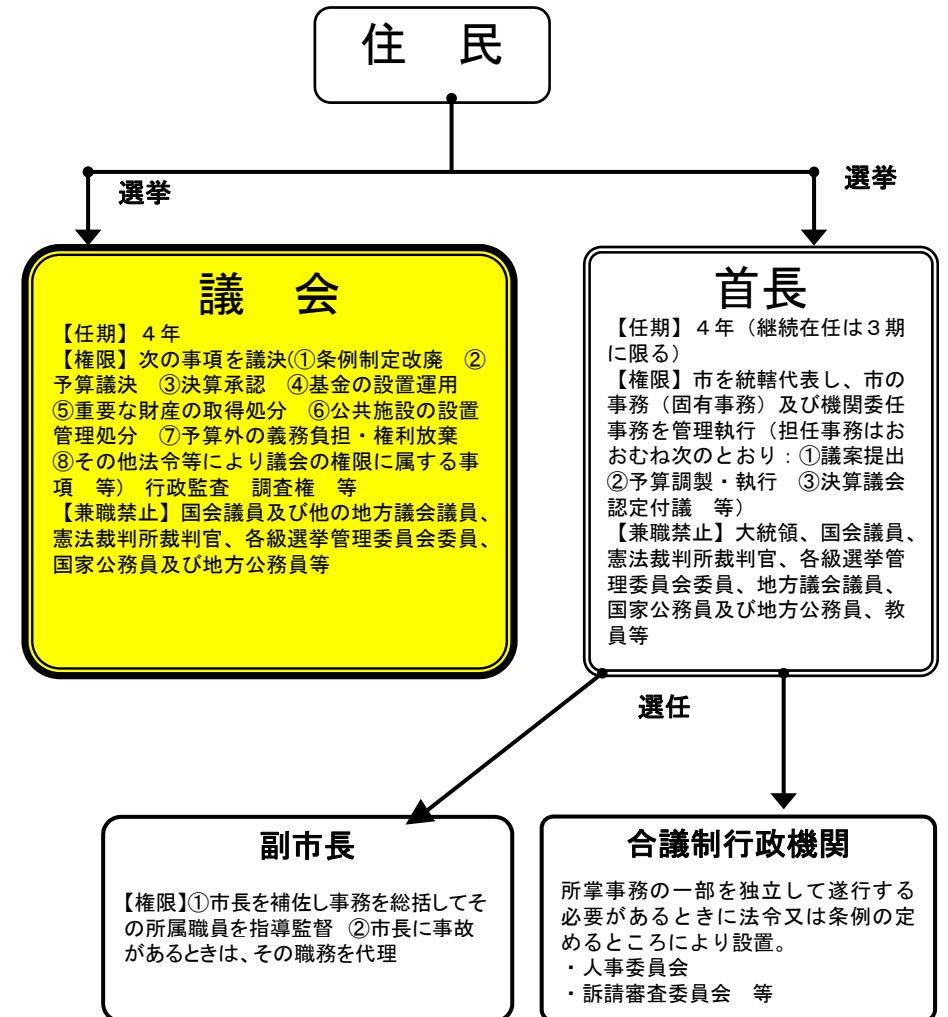 住　民
選挙
選挙
議　会
【任期】４年
【権限】次の事項を議決(①条例制定改廃　②
予算議決　③決算承認　④基金の設置運用
⑤重要な財産の取得処分　⑥公共施設の設置
管理処分　⑦予算外の義務負担・権利放棄
⑧その他法令等により議会の権限に属する事
項　等)　行政監査　調査権　等
【兼職禁止】国会議員及び他の地方議会議員、
憲法裁判所裁判官、各級選挙管理委員会委員、
国家公務員及び地方公務員等
首長
【任期】４年（継続在任は３期
に限る）
【権限】市を統轄代表し、市の
事務（固有事務）及び機関委任
事務を管理執行（担任事務はお
おむね次のとおり：①議案提出
②予算調製・執行　③決算議会
認定付議　等）
【兼職禁止】大統領、国会議員、
憲法裁判所裁判官、各級選挙管
理委員会委員、地方議会議員、
国家公務員及び地方公務員、教
員等
選任
副市長
【権限】①市長を補佐し事務を総括してそ
の所属職員を指導監督　②市長に事故
があるときは、その職務を代理
合議制行政機関
所掌事務の一部を独立して遂行する
必要があるときに法令又は条例の定
めるところにより設置。
・人事委員会
・訴請審査委員会　等